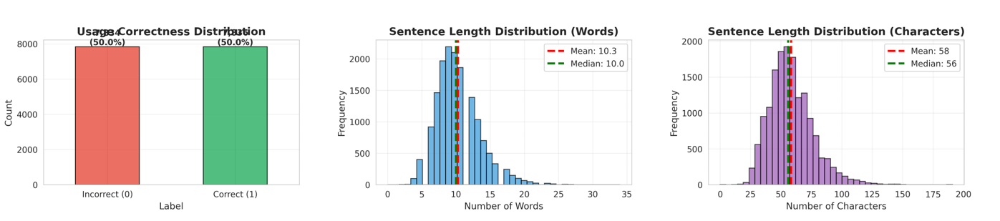 Usage Correctness Distribution
(50.0%)
(50.0%)
8000
6000
4000
2000
0
Count
Incorrect (0)
Correct (1)
Label
Sentence Length Distribution (Words)
Mean: 10.3
Median: 10.0
2000
1500
1000
500
0
Frequency
0
5
10
15
20
25
30
35
Number of Words
Sentence Length Distribution (Characters)
Mean: 58
Median: 56
2000
1500
1000
500
0
Frequency
0
25
50
75
100
125
150
175
200
Number of Characters